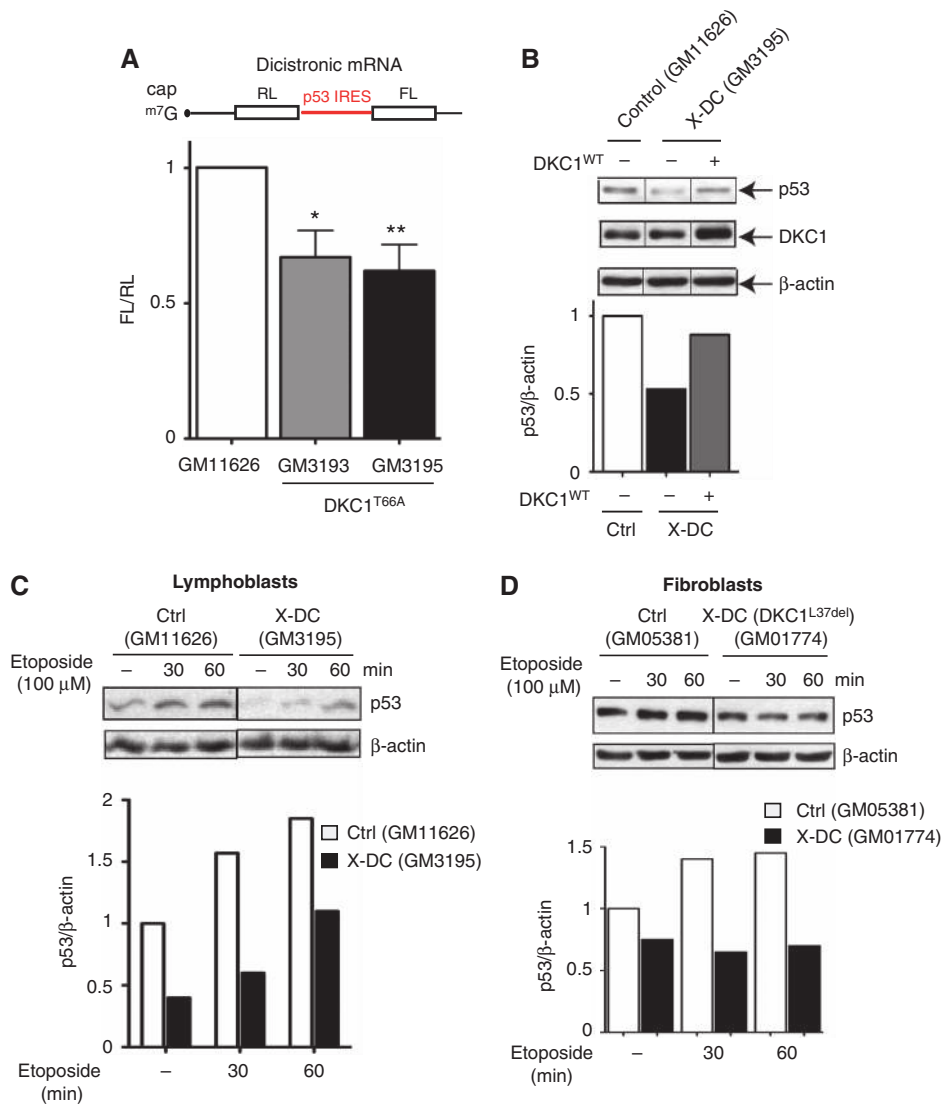 A
Dicistronic mRNA
cap
RL
p53 IRES
FL
m7G
1
0.5
0
FL/RL
*
**
GM11626
GM3193
GM3195
DKC1T66A
B
Control (GM11626)
X-DC (GM3195)
DKC1WT
– – +
p53
DKC1
β-actin
1
0.5
0
p53/β-actin
DKC1WT
– – +
Ctrl
X-DC
C
Lymphoblasts
Ctrl
(GM11626)
X-DC
(GM3195)
Etoposide
(100 μM)
– 30 60 – 30 60 min
p53
β-actin
2
1.5
1
0.5
0
p53/β-actin
Ctrl (GM11626)
X-DC (GM3195)
Etoposide
(min)
– 30 60
D
Fibroblasts
Ctrl
(GM05381)
X-DC (DKC1L37del)
(GM01774)
Etoposide
(100 μM)
– 30 60 – 30 60 min
p53
β-actin
Ctrl (GM05381)
X-DC (GM01774)
1.5
1
0.5
0
p53/β-actin
Etoposide
(min)
– 30 60